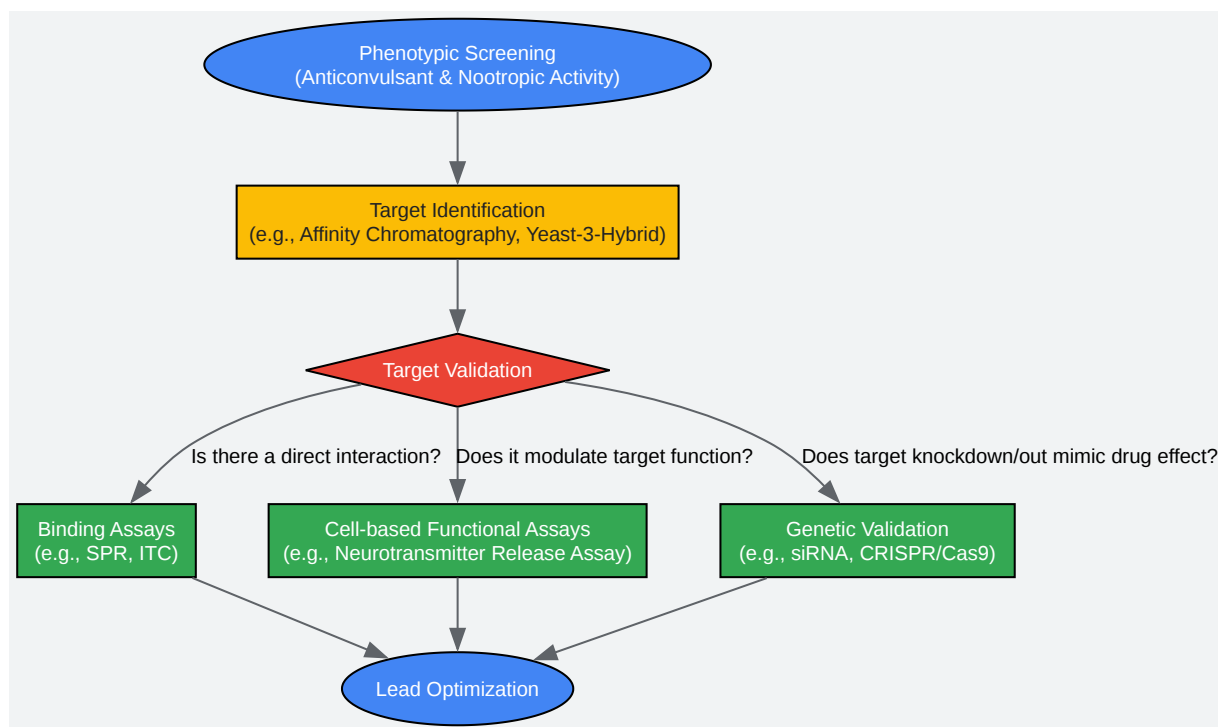 Phenotypic Screening
(Anticonvulsant & Nootropic Activity)
Target Identification
(e.g., Affinity Chromatography, Yeast-3-Hybrid)
Target Validation
Is there a direct interaction?
Does it modulate target function?
Does target knockdown/out mimic drug effect?
Binding Assays
(e.g., SPR, ITC)
Cell-based Functional Assays
(e.g., Neurotransmitter Release Assay)
Genetic Validation
(e.g., siRNA, CRISPR/Cas9)
Lead Optimization